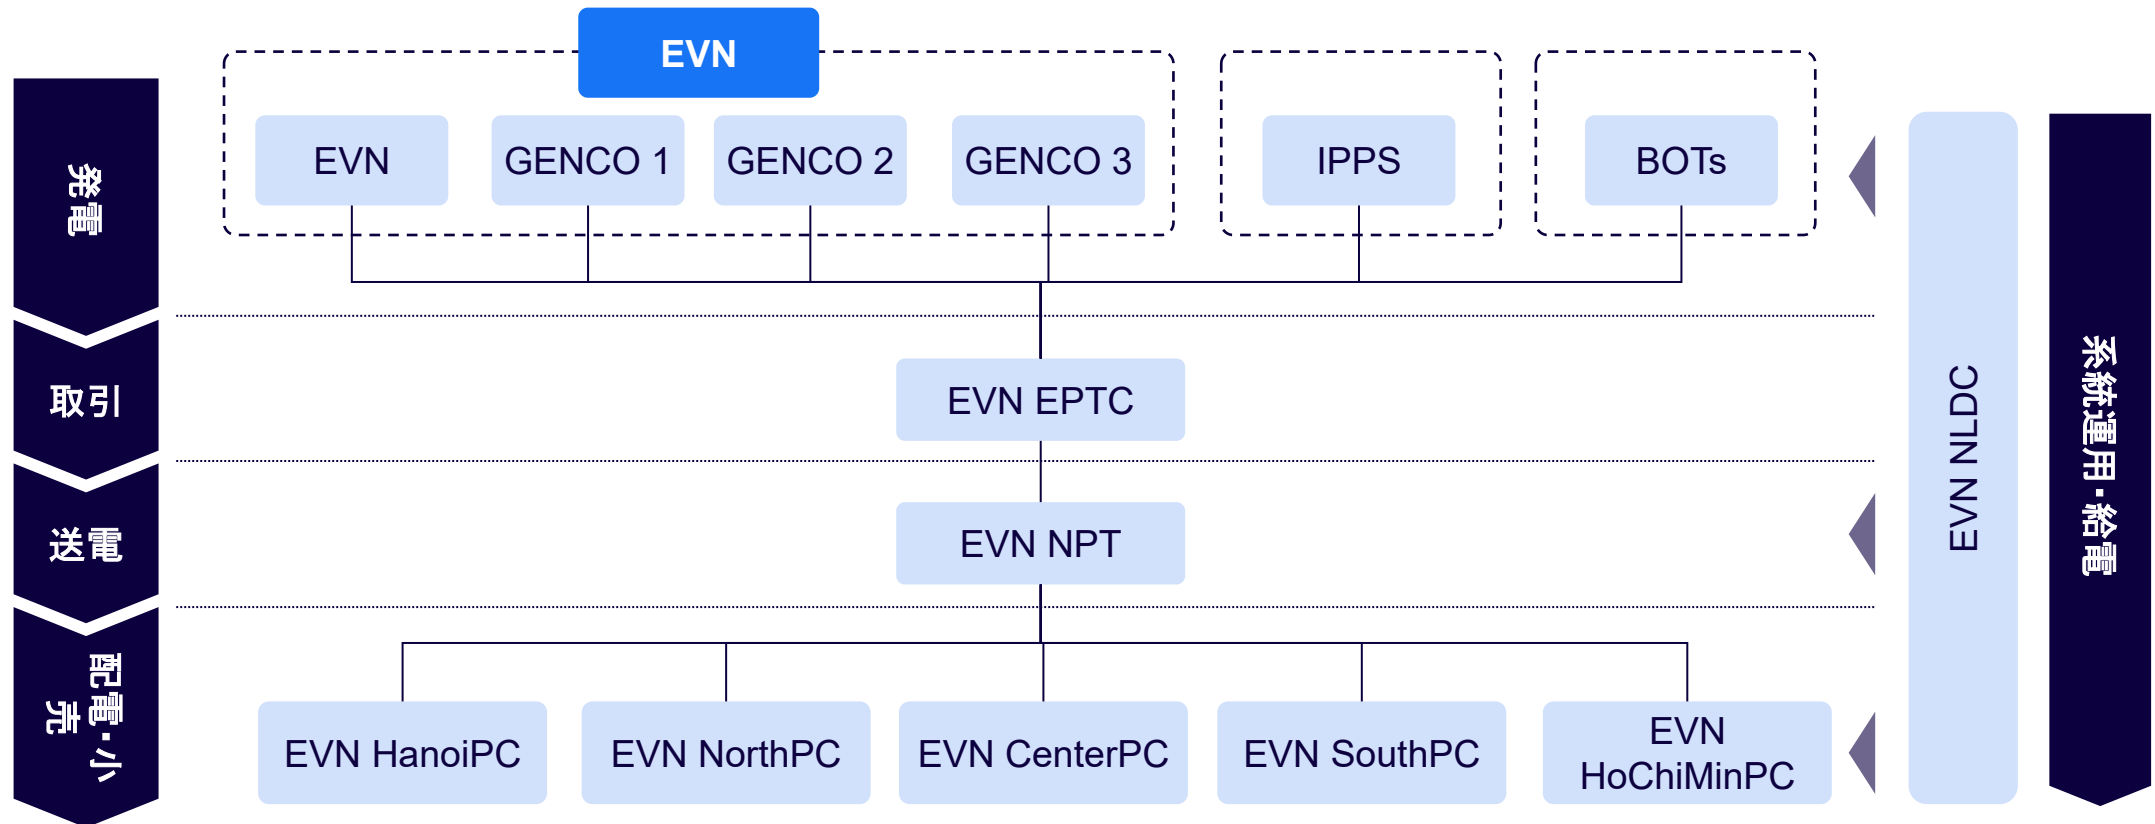 EVN
発電
EVN
GENCO 1
GENCO 2
GENCO 3
IPPS
BOTs
取引
EVN EPTC
送電
EVN NPT
配電・小
売
EVN HanoiPC
EVN NorthPC
EVN CenterPC
EVN SouthPC
EVN
HoChiMinPC
EVN NLDC
系統運用・給電